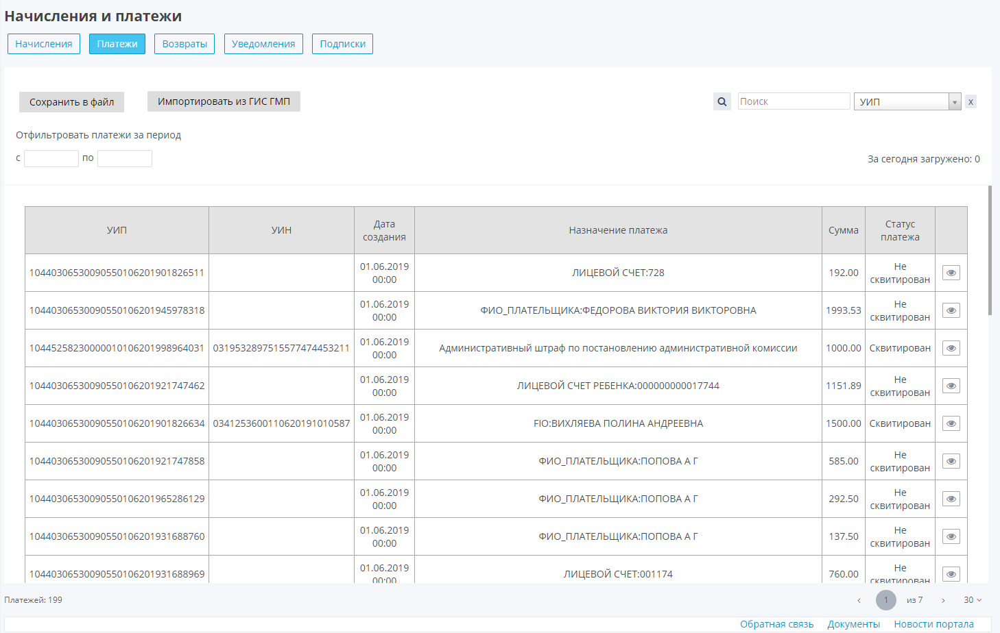 Начисления и платежи
Начисления Платежи Возвраты Уведомления Подписки
Сохранить в файл Импортировать из ГИС ГМП Поиск УИП x
Отфильтровать платежи за период
с по За сегодня загружено: 0
УИП УИН Дата создания Назначение платежа Сумма Статус платежа
10440306530090550106201901826511 01.06.2019 00:00 ЛИЦЕВОЙ СЧЕТ:728 192.00 Не сквитирован
10440306530090550106201945978318 01.06.2019 00:00 ФИО_ПЛАТЕЛЬЩИКА:ФЕДОРОВА ВИКТОРИЯ ВИКТОРОВНА 1993.53 Не сквитирован
10445258230000010106201998964031 0319532897515577474453211 01.06.2019 00:00 Административный штраф по постановлению административной комиссии 1000.00 Сквитирован
10440306530090550106201921747462 01.06.2019 00:00 ЛИЦЕВОЙ СЧЕТ РЕБЕНКА:000000000017744 1151.89 Не сквитирован
10440306530090550106201901826634 0341253600110620191010587 01.06.2019 00:00 FIO:ВИХЛЯЕВА ПОЛИНА АНДРЕЕВНА 1500.00 Сквитирован
10440306530090550106201921747858 01.06.2019 00:00 ФИО_ПЛАТЕЛЬЩИКА:ПОПОВА А Г 585.00 Не сквитирован
10440306530090550106201965286129 01.06.2019 00:00 ФИО_ПЛАТЕЛЬЩИКА:ПОПОВА А Г 292.50 Не сквитирован
10440306530090550106201931688760 01.06.2019 00:00 ФИО_ПЛАТЕЛЬЩИКА:ПОПОВА А Г 137.50 Не сквитирован
10440306530090550106201931688969 01.06.2019 00:00 ЛИЦЕВОЙ СЧЕТ:001174 760.00 Не сквитирован
Платежей: 199 ‹ 1 из 7 › 30
Обратная связь Документы Новости портала